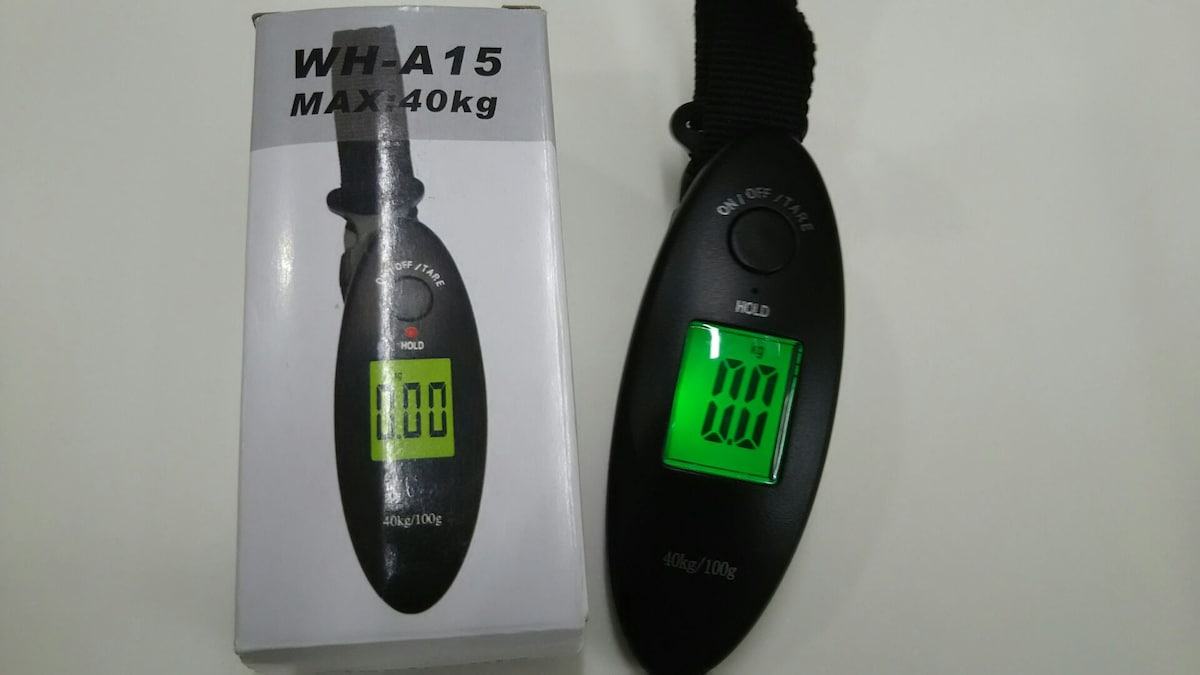 WH-A15
MAX:40kg
ON/OFF/TARE
HOLD
kg
0.00
40kg/100g
ON/OFF/TARE
HOLD
kg
0.0
40kg/100g